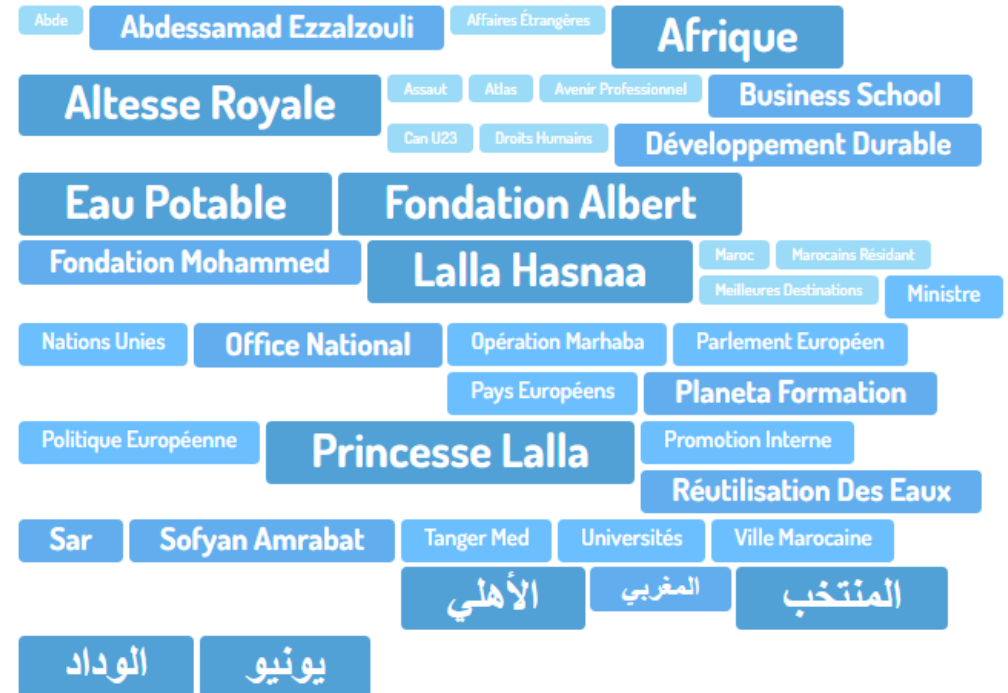 Abde Abdessamad Ezzalzouli Affaires Étrangères Afrique
Altesse Royale Assaut Atlas Avenir Professionnel Business School
Can U23 Droits Humains Développement Durable
Eau Potable Fondation Albert
Fondation Mohammed Lalla Hasnaa Maroc Marocains Résidant
Meilleures Destinations Ministre
Nations Unies Office National Opération Marhaba Parlement Européen
Pays Européens Planeta Formation
Politique Européenne Princesse Lalla Promotion Interne
Réutilisation Des Eaux
Sar Sofyan Amrabat Tanger Med Universités Ville Marocaine
الأهلي المغربي المنتخب
الوداد يونيو